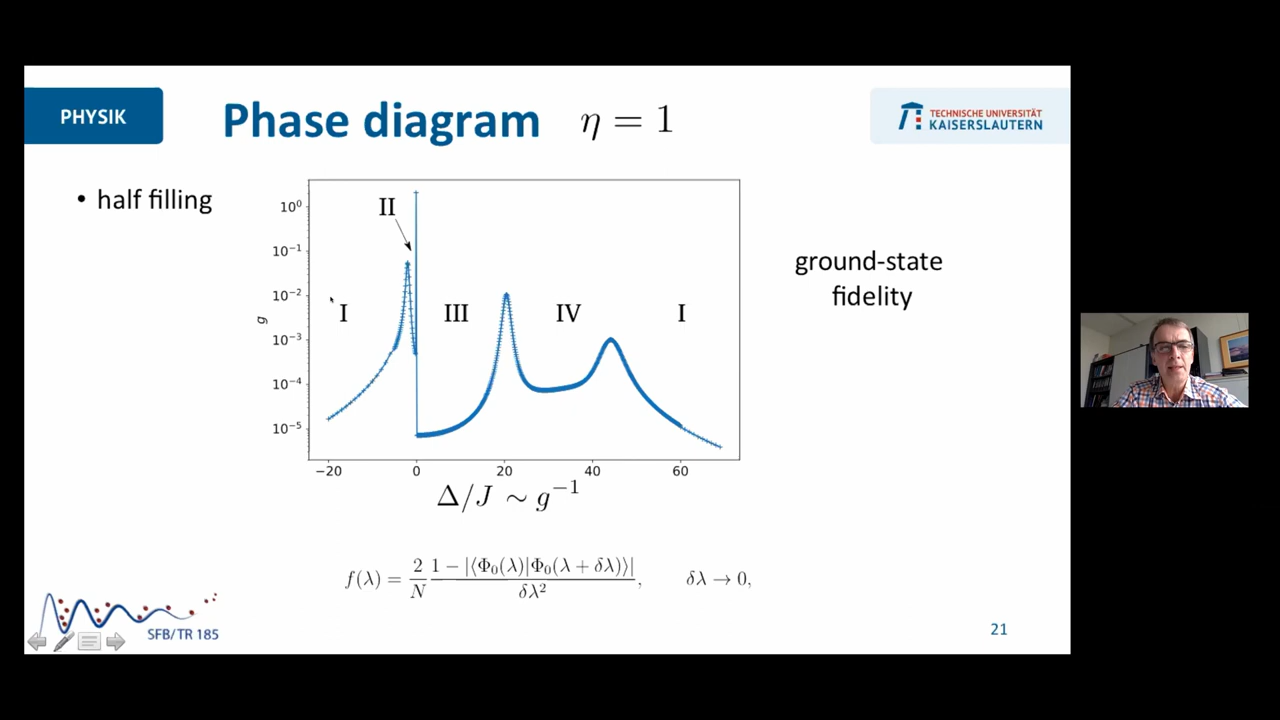 PHYSIK
Phase diagram η = 1
TECHNISCHE UNIVERSITÄT
KAISERSLAUTERN
• half filling
II
I III IV I
g
10⁰
10⁻¹
10⁻²
10⁻³
10⁻⁴
10⁻⁵
−20 0 20 40 60
Δ/J ∼ g⁻¹
ground-state
fidelity
f(λ) = 2/N (1 − |⟨Φ₀(λ)|Φ₀(λ + δλ)⟩|)/δλ², δλ → 0,
SFB/TR 185
21